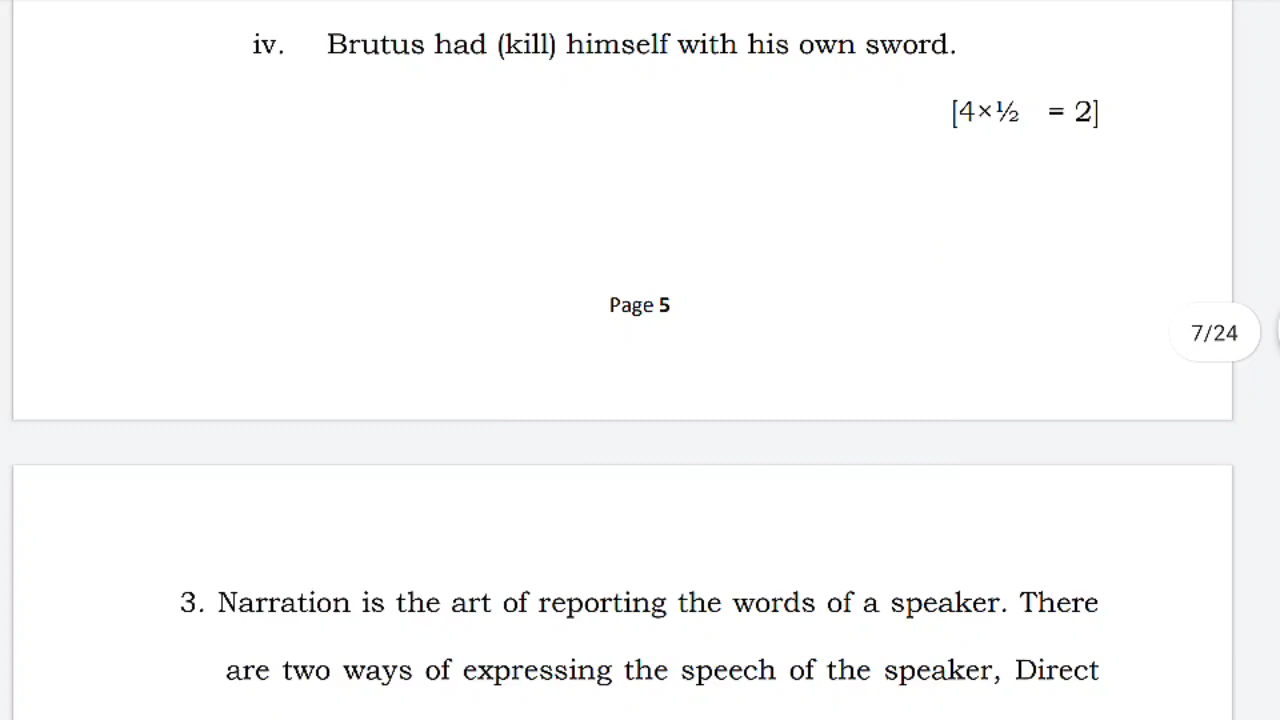 iv. Brutus had (kill) himself with his own sword.
[4×½ = 2]
Page 5
7/24
3. Narration is the art of reporting the words of a speaker. There
are two ways of expressing the speech of the speaker, Direct